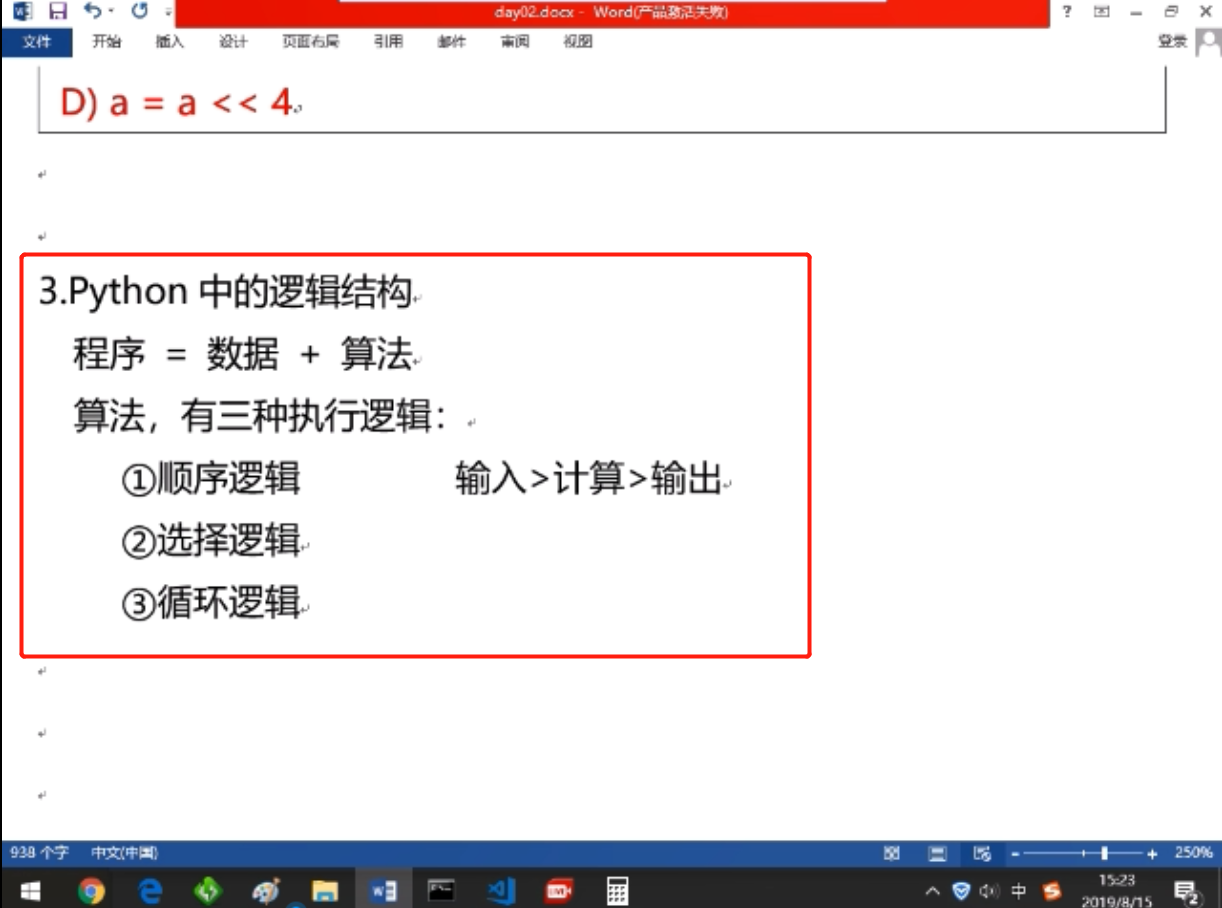 day02.docx - Word(产品激活失败)
文件 开始 插入 设计 页面布局 引用 邮件 审阅 视图 登录
D) a = a << 4
3.Python 中的逻辑结构
程序 = 数据 + 算法
算法，有三种执行逻辑：
①顺序逻辑 输入>计算>输出
②选择逻辑
③循环逻辑
938 个字 中文(中国) 250%
中 15:23
2019/8/15